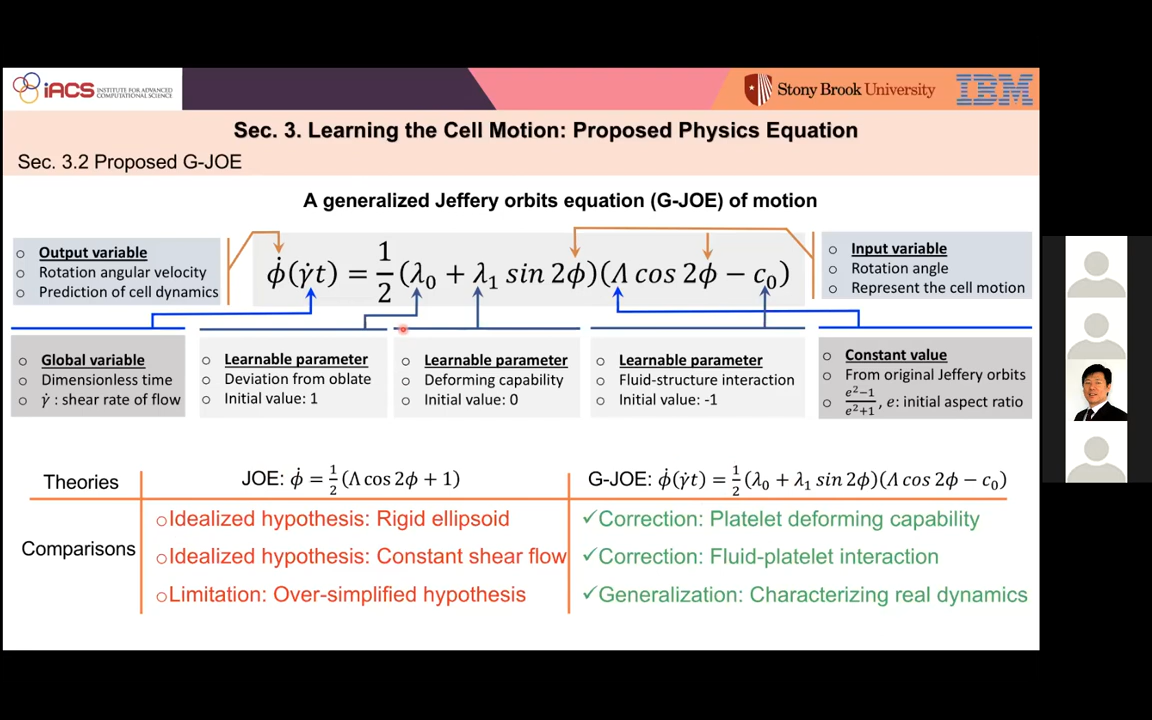 iACS INSTITUTE FOR ADVANCED COMPUTATIONAL SCIENCE
Stony Brook University
IBM
Sec. 3. Learning the Cell Motion: Proposed Physics Equation
Sec. 3.2 Proposed G-JOE
A generalized Jeffery orbits equation (G-JOE) of motion
○ Output variable
○ Rotation angular velocity
○ Prediction of cell dynamics
ϕ̇(γ̇t) = 1/2 (λ₀ + λ₁ sin 2ϕ)(Λ cos 2ϕ − c₀)
○ Input variable
○ Rotation angle
○ Represent the cell motion
○ Global variable
○ Dimensionless time
○ γ̇ : shear rate of flow
○ Learnable parameter
○ Deviation from oblate
○ Initial value: 1
○ Learnable parameter
○ Deforming capability
○ Initial value: 0
○ Learnable parameter
○ Fluid-structure interaction
○ Initial value: -1
○ Constant value
○ From original Jeffery orbits
○ e²−1/e²+1, e: initial aspect ratio
Theories
JOE: ϕ̇ = 1/2 (Λ cos 2ϕ + 1)
G-JOE: ϕ̇(γ̇t) = 1/2 (λ₀ + λ₁ sin 2ϕ)(Λ cos 2ϕ − c₀)
Comparisons
○Idealized hypothesis: Rigid ellipsoid
○Idealized hypothesis: Constant shear flow
○Limitation: Over-simplified hypothesis
✓Correction: Platelet deforming capability
✓Correction: Fluid-platelet interaction
✓Generalization: Characterizing real dynamics